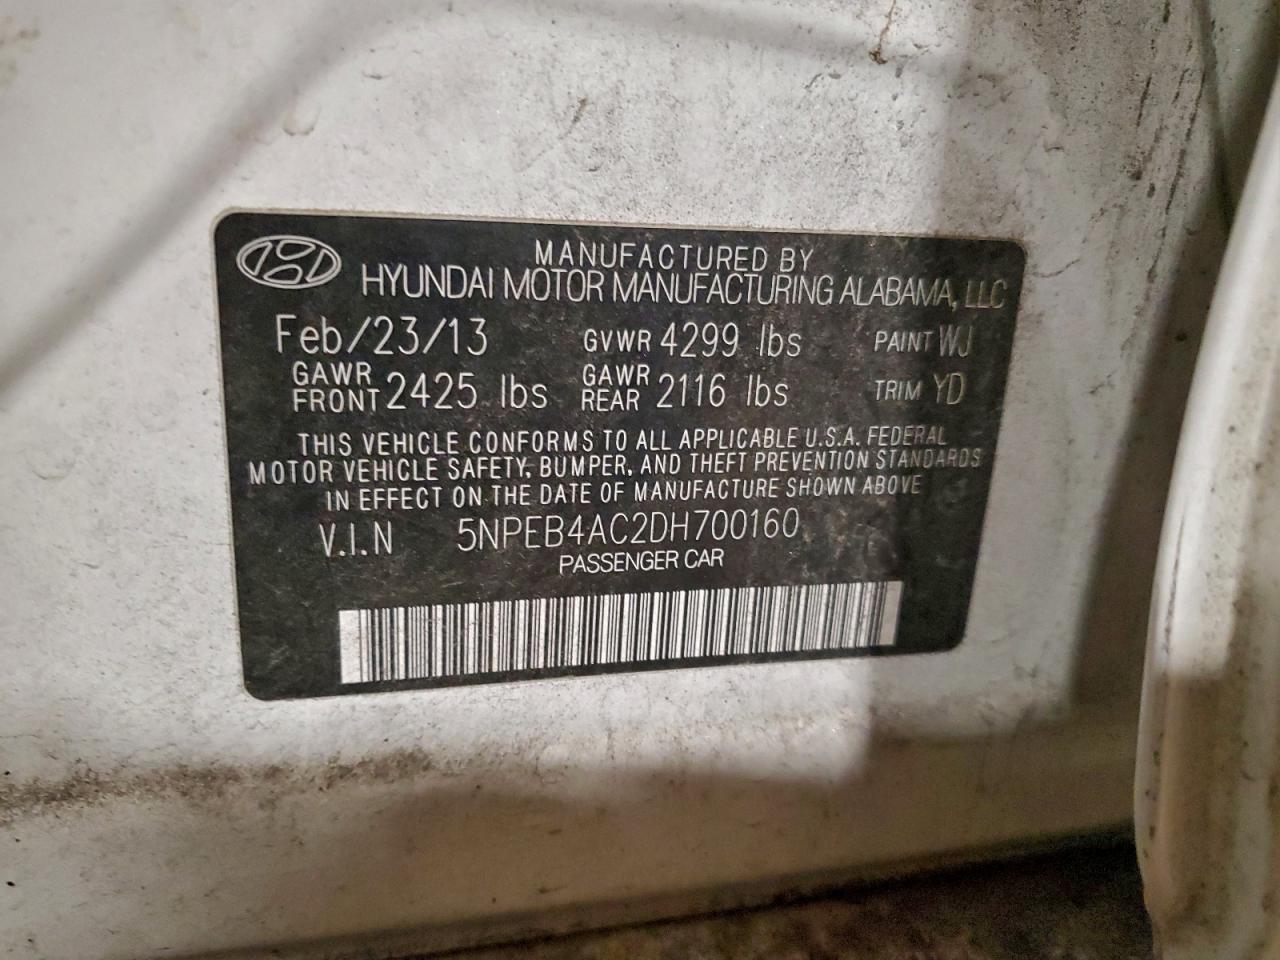 MANUFACTURED BY
HYUNDAI MOTOR MANUFACTURING ALABAMA, LLC
Feb/23/13 GVWR 4299 lbs PAINT WJ
GAWR FRONT 2425 lbs GAWR REAR 2116 lbs TRIM YD
THIS VEHICLE CONFORMS TO ALL APPLICABLE U.S.A. FEDERAL
MOTOR VEHICLE SAFETY, BUMPER, AND THEFT PREVENTION STANDARDS
IN EFFECT ON THE DATE OF MANUFACTURE SHOWN ABOVE
V.I.N 5NPEB4AC2DH700160
PASSENGER CAR